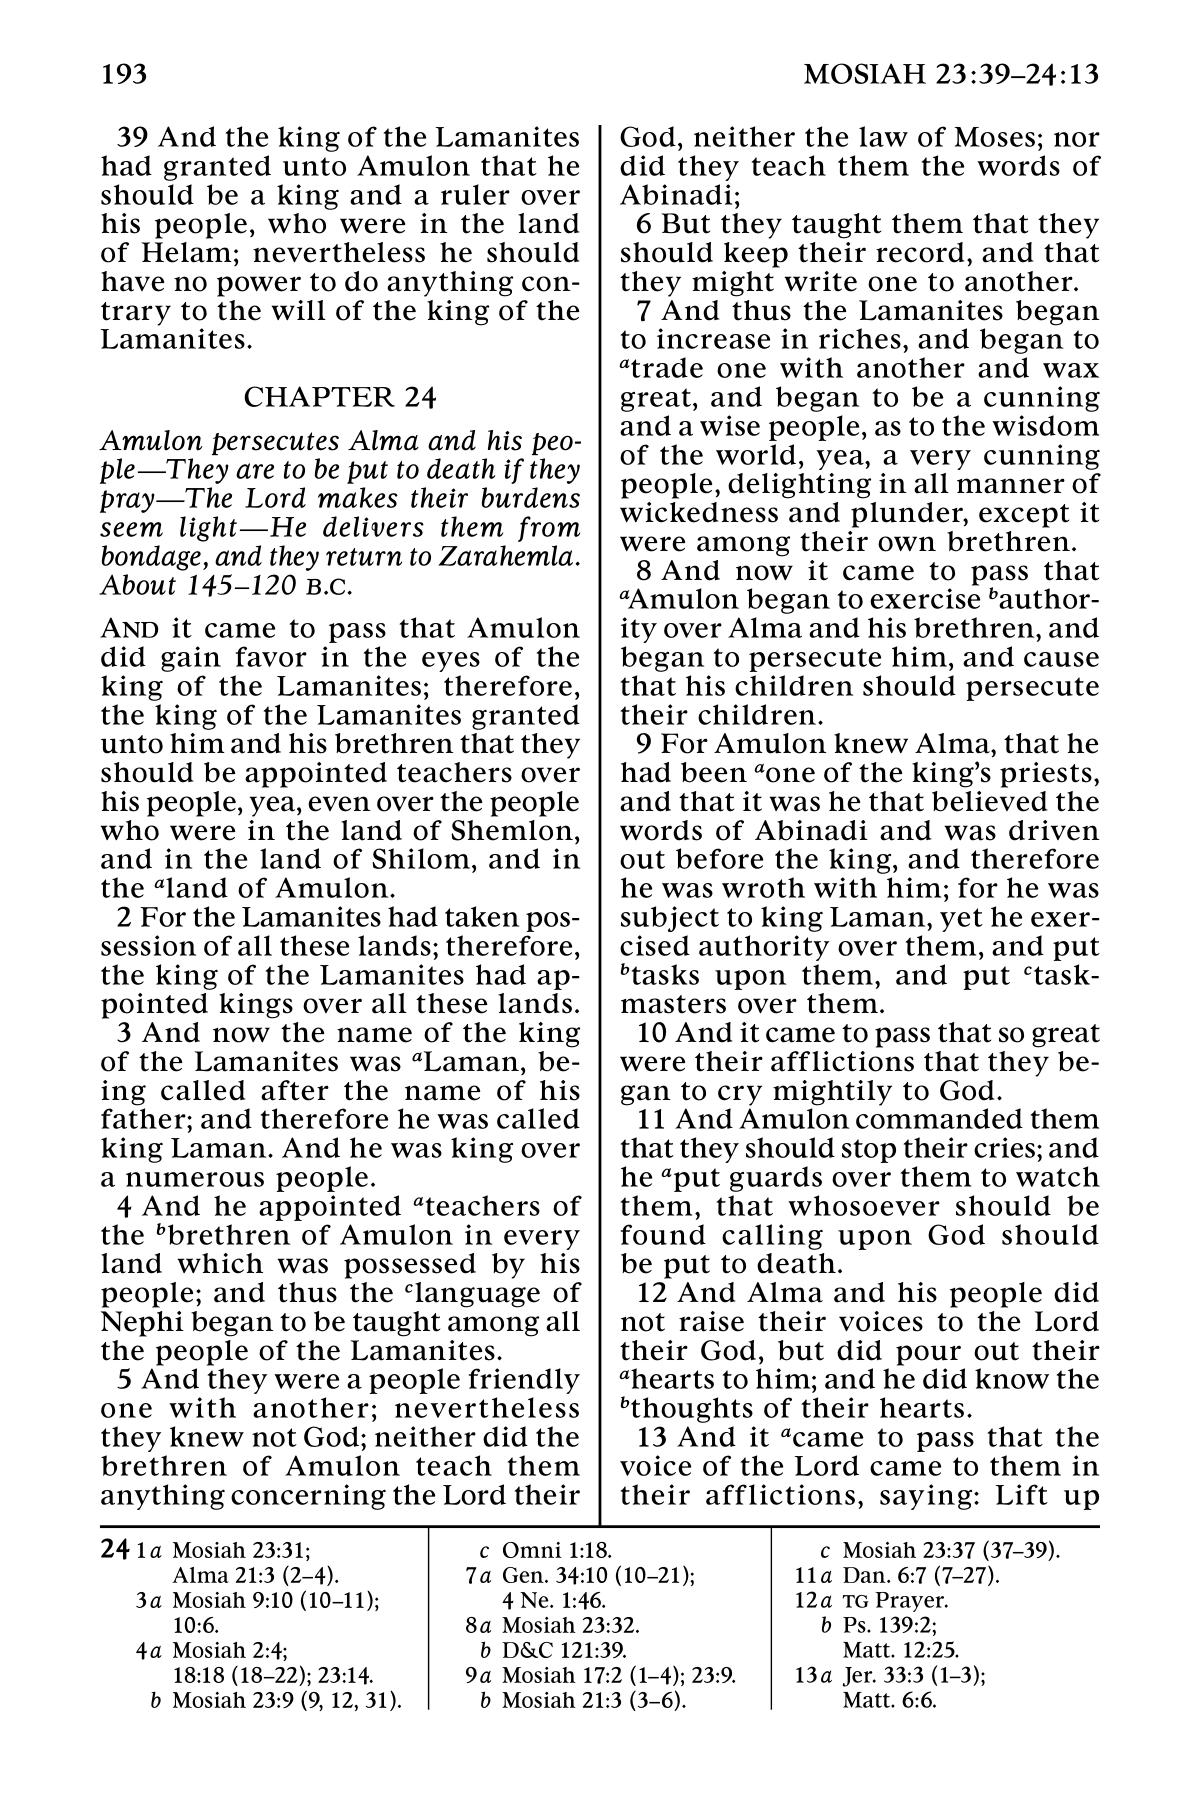 193
MOSIAH 23:39–24:13
39 And the king of the Lamanites
had granted unto Amulon that he
should be a king and a ruler over
his people, who were in the land
of Helam; nevertheless he should
have no power to do anything con-
trary to the will of the king of the
Lamanites.
CHAPTER 24
Amulon persecutes Alma and his peo-
ple—They are to be put to death if they
pray—The Lord makes their burdens
seem light—He delivers them from
bondage, and they return to Zarahemla.
About 145–120 B.C.
AND it came to pass that Amulon
did gain favor in the eyes of the
king of the Lamanites; therefore,
the king of the Lamanites granted
unto him and his brethren that they
should be appointed teachers over
his people, yea, even over the people
who were in the land of Shemlon,
and in the land of Shilom, and in
the aland of Amulon.
2 For the Lamanites had taken pos-
session of all these lands; therefore,
the king of the Lamanites had ap-
pointed kings over all these lands.
3 And now the name of the king
of the Lamanites was aLaman, be-
ing called after the name of his
father; and therefore he was called
king Laman. And he was king over
a numerous people.
4 And he appointed ateachers of
the bbrethren of Amulon in every
land which was possessed by his
people; and thus the clanguage of
Nephi began to be taught among all
the people of the Lamanites.
5 And they were a people friendly
one with another; nevertheless
they knew not God; neither did the
brethren of Amulon teach them
anything concerning the Lord their
God, neither the law of Moses; nor
did they teach them the words of
Abinadi;
6 But they taught them that they
should keep their record, and that
they might write one to another.
7 And thus the Lamanites began
to increase in riches, and began to
atrade one with another and wax
great, and began to be a cunning
and a wise people, as to the wisdom
of the world, yea, a very cunning
people, delighting in all manner of
wickedness and plunder, except it
were among their own brethren.
8 And now it came to pass that
aAmulon began to exercise bauthor-
ity over Alma and his brethren, and
began to persecute him, and cause
that his children should persecute
their children.
9 For Amulon knew Alma, that he
had been aone of the king’s priests,
and that it was he that believed the
words of Abinadi and was driven
out before the king, and therefore
he was wroth with him; for he was
subject to king Laman, yet he exer-
cised authority over them, and put
btasks upon them, and put ctask-
masters over them.
10 And it came to pass that so great
were their afflictions that they be-
gan to cry mightily to God.
11 And Amulon commanded them
that they should stop their cries; and
he aput guards over them to watch
them, that whosoever should be
found calling upon God should
be put to death.
12 And Alma and his people did
not raise their voices to the Lord
their God, but did pour out their
ahearts to him; and he did know the
bthoughts of their hearts.
13 And it acame to pass that the
voice of the Lord came to them in
their afflictions, saying: Lift up
24 1a Mosiah 23:31;
Alma 21:3 (2–4).
3a Mosiah 9:10 (10–11);
10:6.
4a Mosiah 2:4;
18:18 (18–22); 23:14.
b Mosiah 23:9 (9, 12, 31).
c Omni 1:18.
7a Gen. 34:10 (10–21);
4 Ne. 1:46.
8a Mosiah 23:32.
b D&C 121:39.
9a Mosiah 17:2 (1–4); 23:9.
b Mosiah 21:3 (3–6).
c Mosiah 23:37 (37–39).
11a Dan. 6:7 (7–27).
12a TG Prayer.
b Ps. 139:2;
Matt. 12:25.
13a Jer. 33:3 (1–3);
Matt. 6:6.